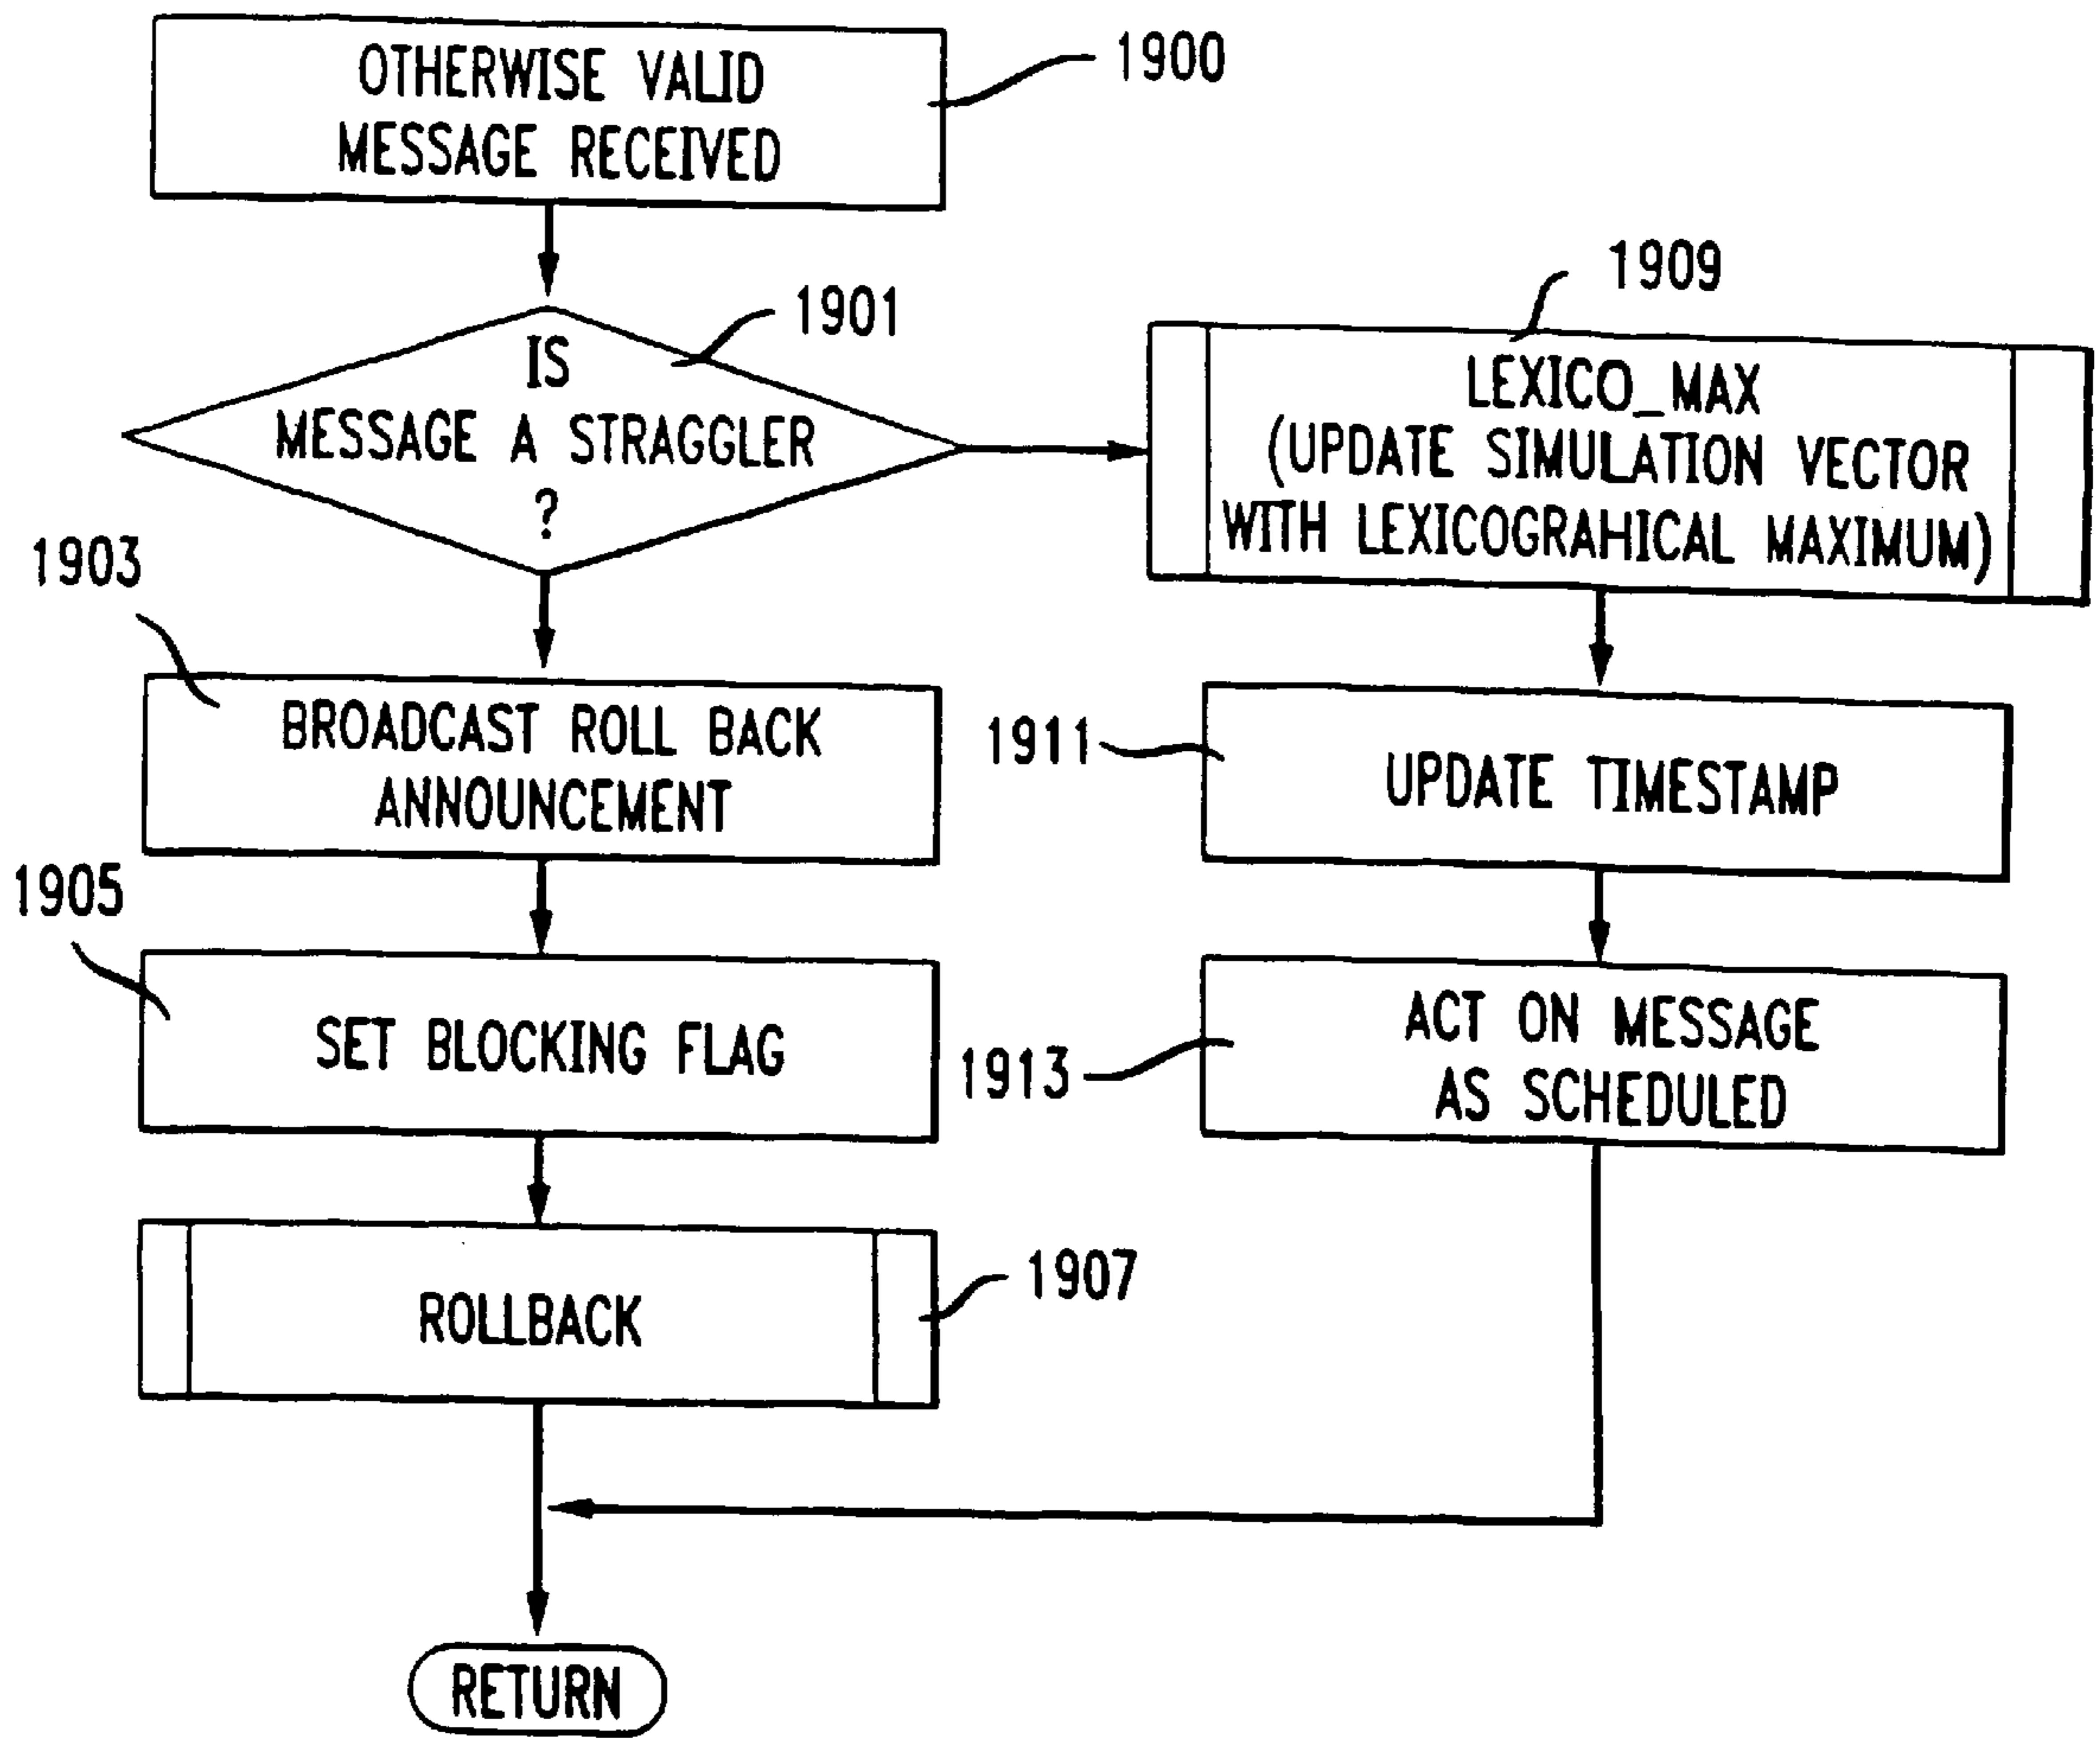 OTHERWISE VALID
MESSAGE RECEIVED
1900
IS
MESSAGE A STRAGGLER
?
1901
1909
LEXICO_MAX
(UPDATE SIMULATION VECTOR
WITH LEXICOGRAHICAL MAXIMUM)
1903
BROADCAST ROLL BACK
ANNOUNCEMENT
1911
UPDATE TIMESTAMP
1905
SET BLOCKING FLAG
1913
ACT ON MESSAGE
AS SCHEDULED
ROLLBACK
1907
RETURN